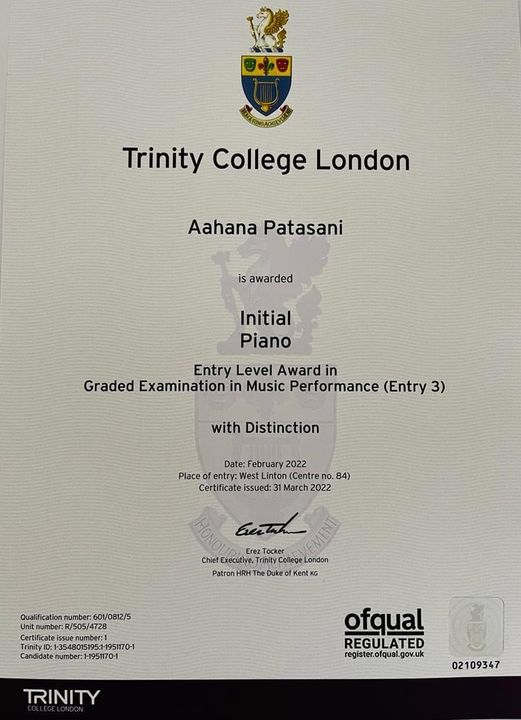 Trinity College London
Aahana Patasani
is awarded
Initial
Piano
Entry Level Award in
Graded Examination in Music Performance (Entry 3)
with Distinction
Date: February 2022
Place of entry: West Linton (Centre no. 84)
Certificate issued: 31 March 2022
Erez Tocker
Chief Executive, Trinity College London
Patron HRH The Duke of Kent KG
Qualification number: 601/0812/5
Unit number: R/505/4728
Certificate issue number: 1
Trinity ID: 1-3548015195:1-1951170-1
Candidate number: 1-1951170-1
ofqual
REGULATED
register.ofqual.gov.uk
02109347
TRINITY
COLLEGE LONDON